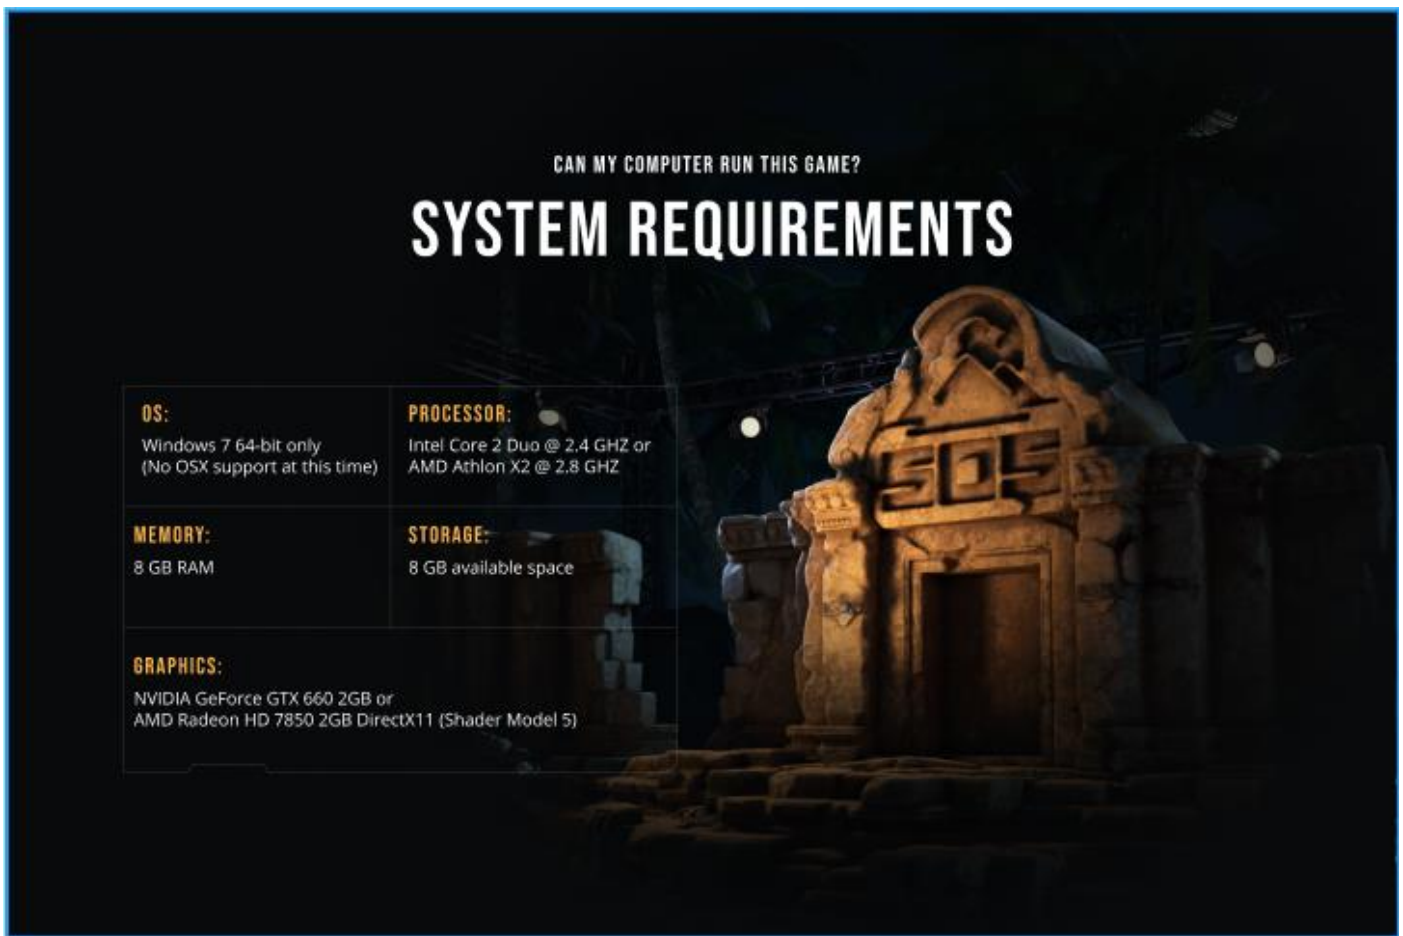 CAN MY COMPUTER RUN THIS GAME?
SYSTEM REQUIREMENTS
SOS
OS:
Windows 7 64-bit only
(No OSX support at this time)
PROCESSOR:
Intel Core 2 Duo @ 2.4 GHZ or
AMD Athlon X2 @ 2.8 GHZ
MEMORY:
8 GB RAM
STORAGE:
8 GB available space
GRAPHICS:
NVIDIA GeForce GTX 660 2GB or
AMD Radeon HD 7850 2GB DirectX11 (Shader Model 5)